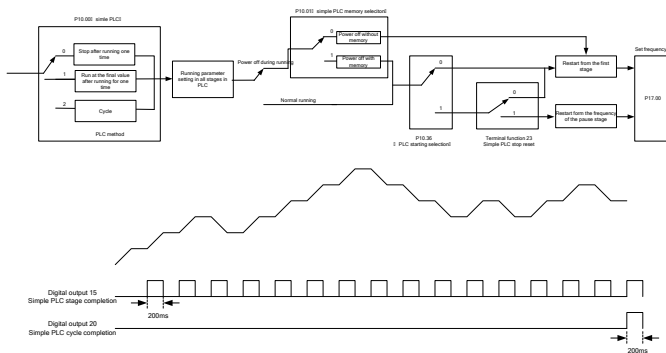 P10.00( simle PLC)
P10.01( simple PLC memory selection)
0
Stop after running one
time
1
Run at the final value
after running for one
time
2
Cycle
PLC method
Running parameter
setting in all stages in
PLC
Power off during running
Normal running
0
Power off without
memory
1
Power off with
memory
0
1
P10.36
( PLC starting selection)
0
1
Terminal function 23
Simple PLC stop reset
Restart from the first
stage
Restart form the frequency
of the pause stage
Set frequency
P17.00
Digital output 15
Simple PLC stage completion
200ms
Digital output 20
Simple PLC cycle completion
200ms